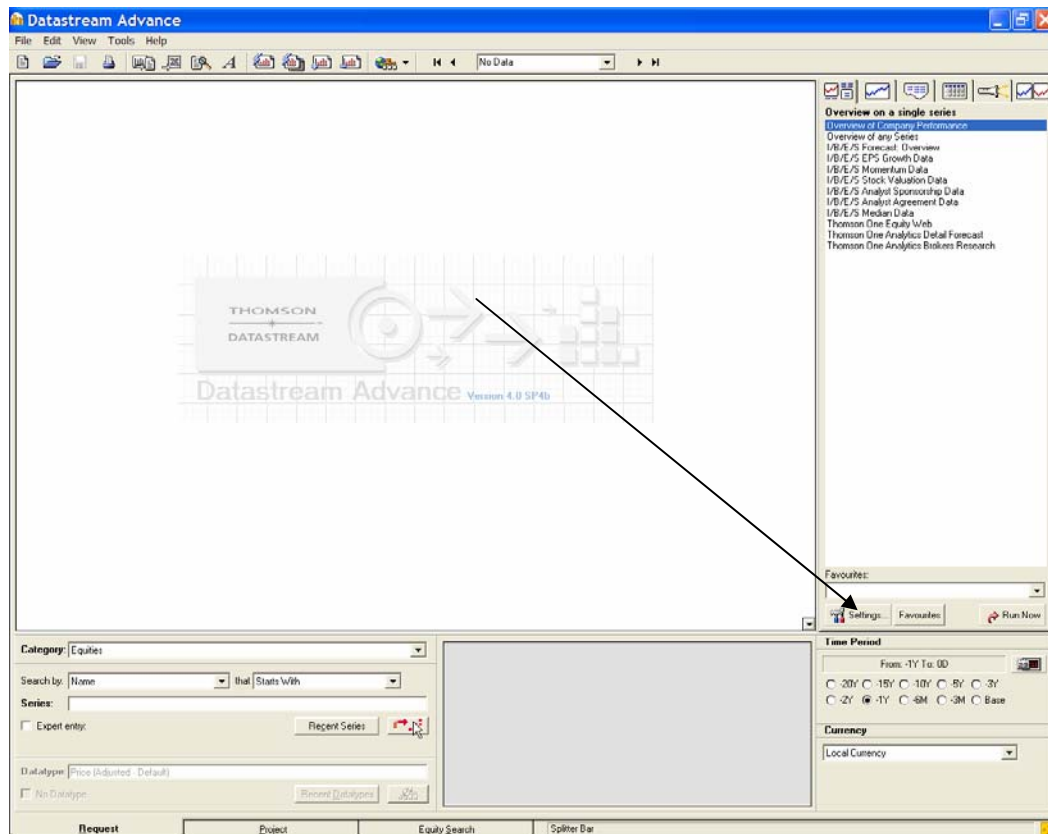 Datastream Advance
File Edit View Tools Help
No Data
Overview on a single series
Overview of Company Performance
Overview of any Series
I/B/E/S Forecast: Overview
I/B/E/S EPS Growth Data
I/B/E/S Momentum Data
I/B/E/S Stock Valuation Data
I/B/E/S Analyst Sponsorship Data
I/B/E/S Analyst Agreement Data
I/B/E/S Median Data
Thomson One Equity Web
Thomson One Analytics Detail Forecast
Thomson One Analytics Brokers Research
THOMSON
DATASTREAM
Datastream Advance Version 4.0 SP4b
Favourites:
Settings... Favourites Run Now
Category: Equities
Search by: Name that Starts With
Series:
Expert entry: Recent Series
Datatype: Price (Adjusted - Default)
No Datatype Recent Datatypes
Time Period
From: -1Y To: 0D
-20Y -15Y -10Y -5Y -3Y
-2Y -1Y -6M -3M Base
Currency
Local Currency
Request Project Equity Search Splitter Bar